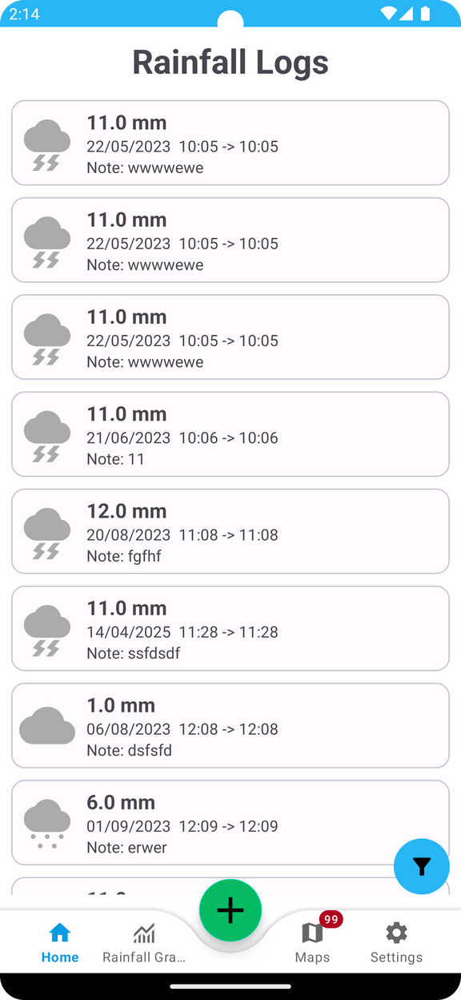 2:14
Rainfall Logs
11.0 mm
22/05/2023 10:05 -> 10:05
Note: wwwwewe
11.0 mm
22/05/2023 10:05 -> 10:05
Note: wwwwewe
11.0 mm
22/05/2023 10:05 -> 10:05
Note: wwwwewe
11.0 mm
21/06/2023 10:06 -> 10:06
Note: 11
12.0 mm
20/08/2023 11:08 -> 11:08
Note: fgfhf
11.0 mm
14/04/2025 11:28 -> 11:28
Note: ssfdsdf
1.0 mm
06/08/2023 12:08 -> 12:08
Note: dsfsfd
6.0 mm
01/09/2023 12:09 -> 12:09
Note: erwer
99
Home Rainfall Gra... Maps Settings